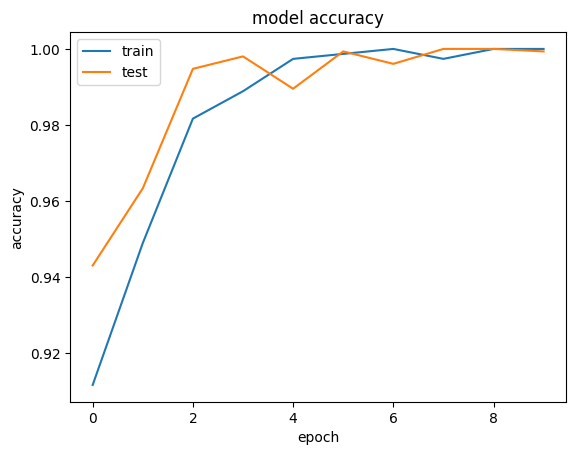 model accuracy
train
test
1.00
0.98
0.96
0.94
0.92
accuracy
0 2 4 6 8
epoch